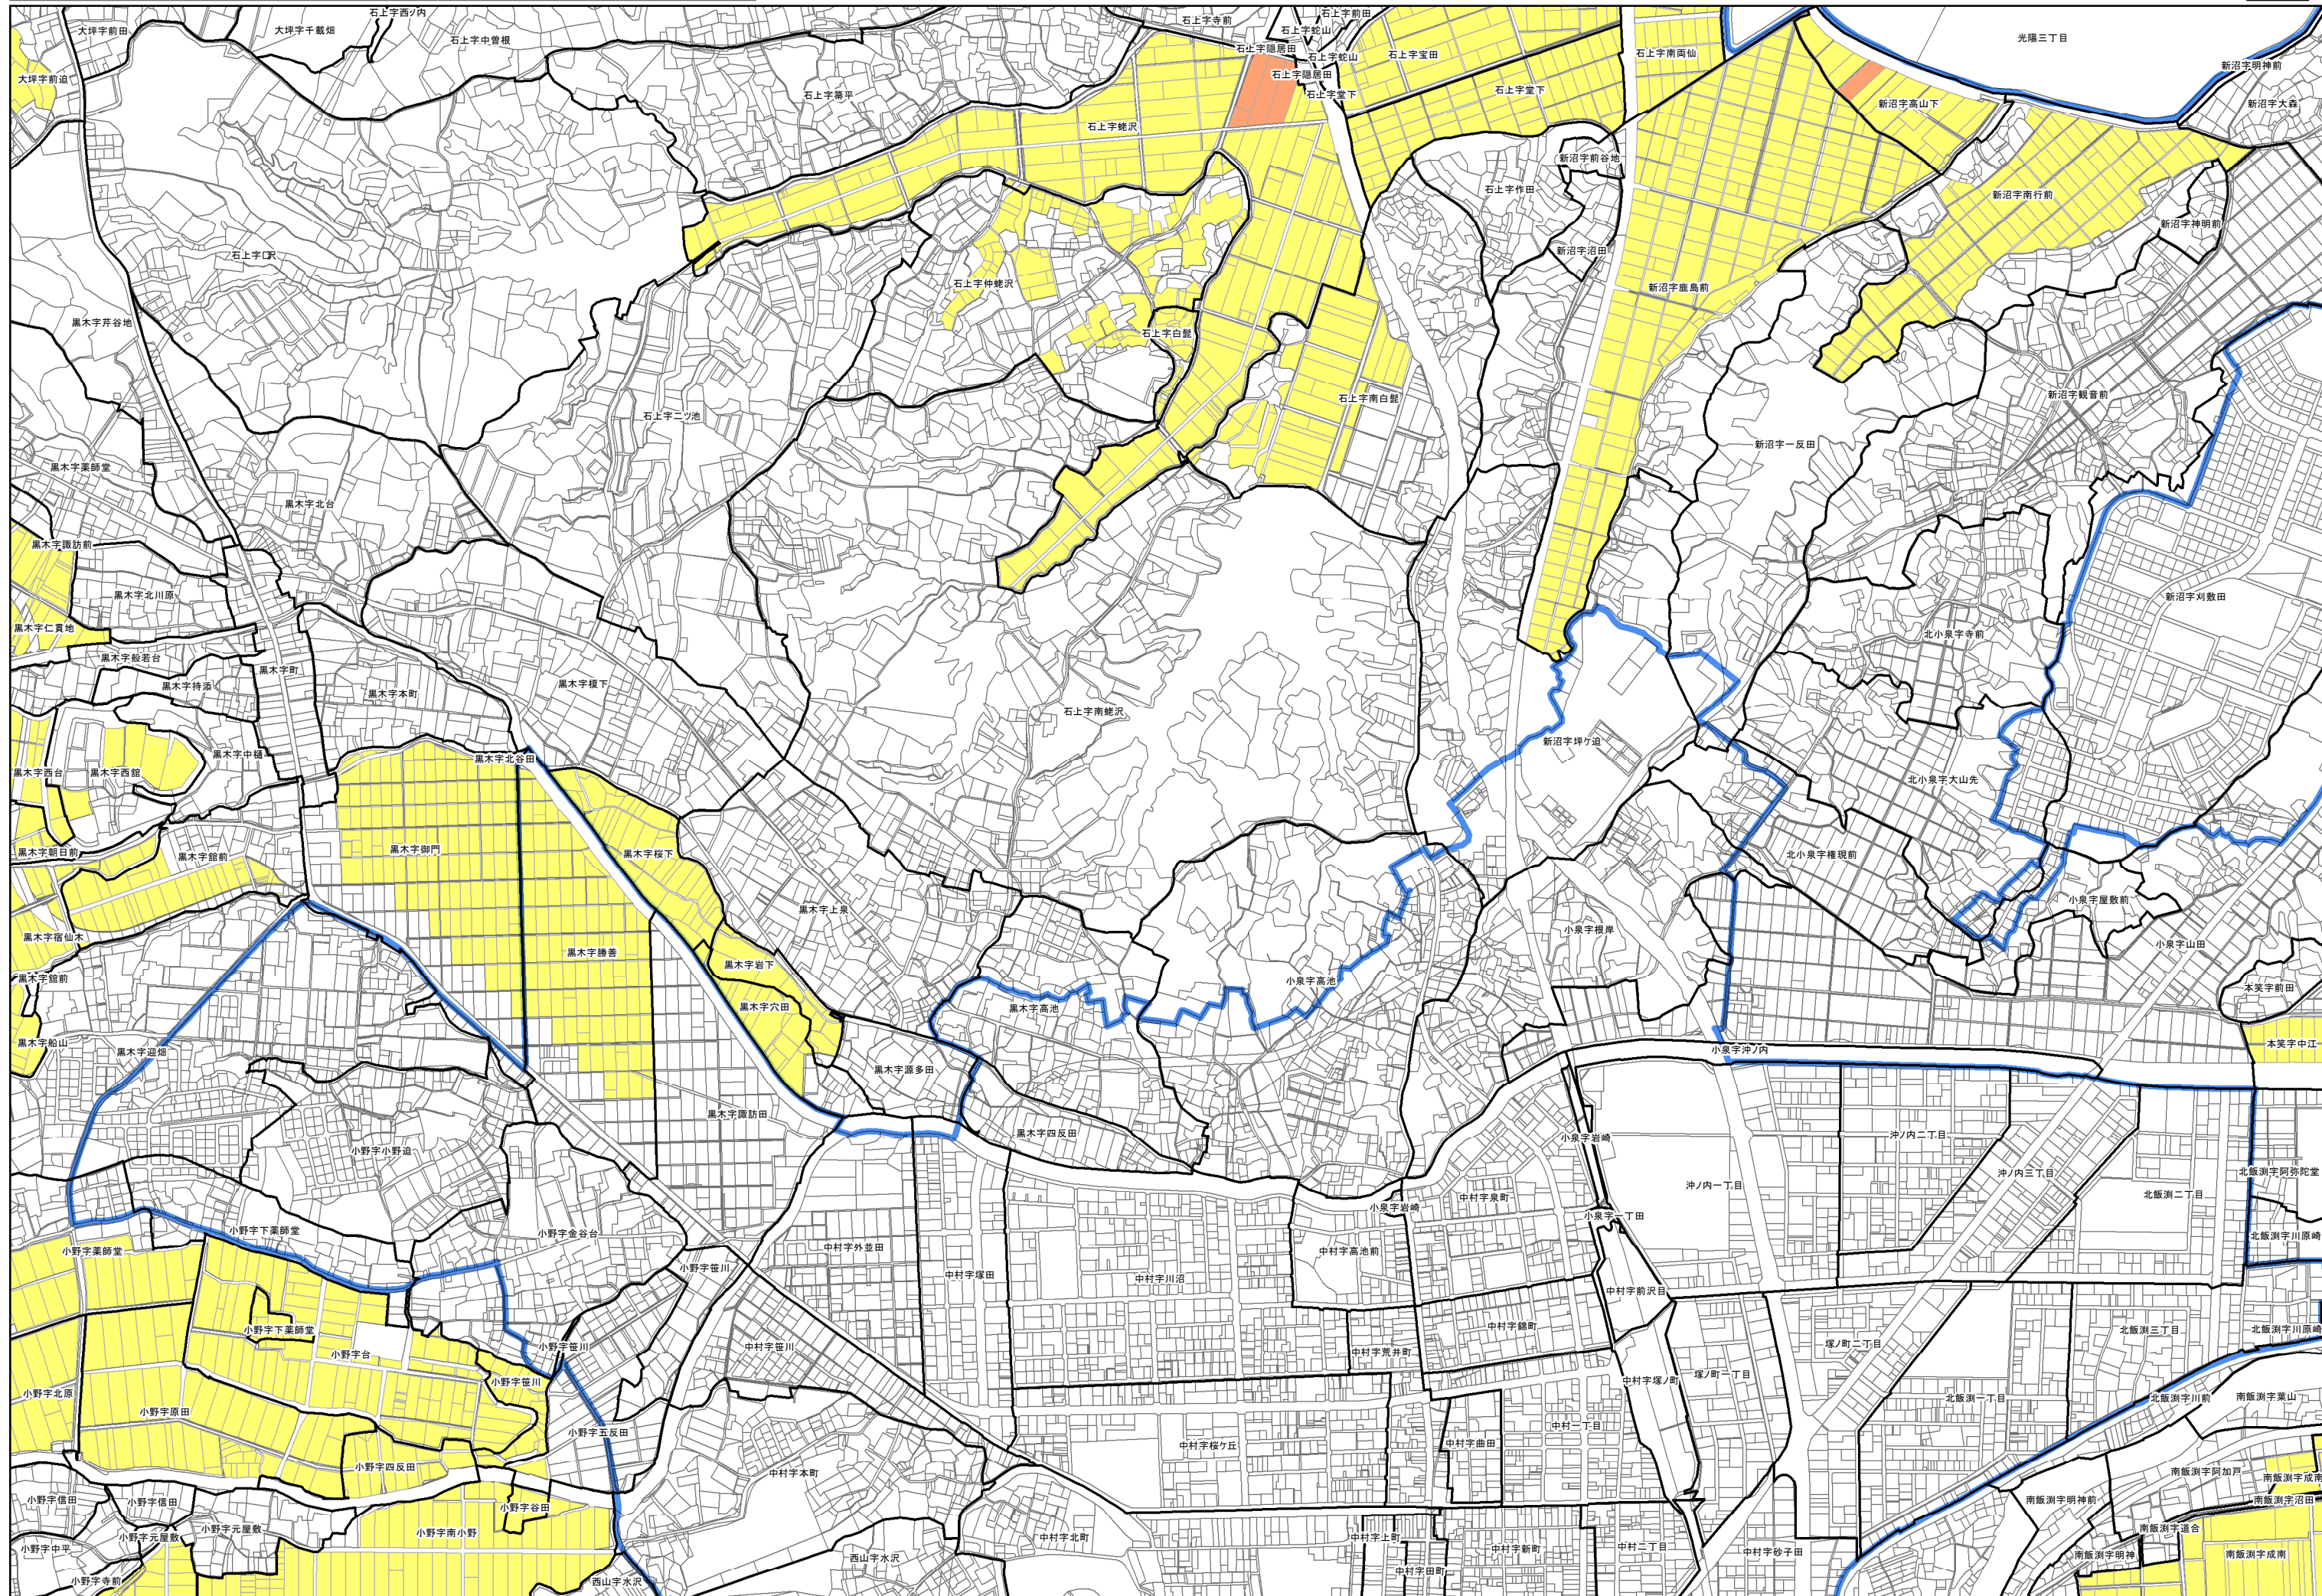 石上字西ノ内
大坪字前田
大坪字千載畑
石上字中曽根
石上字寺前
石上字前田
石上字蛇山
石上字隠居田
石上字蛇山
石上字宝田
石上字南両仙
光陽三丁目
新沼字明神前
大坪字前迫
石上字隠居田
石上字堂下
石上字堂下
石上字蒂平
新沼字高山下
新沼字大森
石上字蛯沢
新沼字前谷地
石上字作田
新沼字南行前
新沼字神明前
新沼字沼田
石上字仲蛯沢
新沼字鹿島前
黒木字芹谷地
石上字白髭
石上字南白髭
新沼字観音前
石上字二ツ池
新沼字一反田
黒木字薬師堂
黒木字北台
黒木字諏訪前
黒木字北川原
新沼字刈敷田
黒木字仁貫地
北小泉字寺前
黒木字般若台
黒木字町
黒木字持添
黒木字本町
黒木字榎下
石上字南蛯沢
新沼字坪ケ迫
黒木字中樋
黒木字北谷田
黒木字西台
黒木字西舘
北小泉字大山先
黒木字朝日前
黒木字舘前
黒木字御門
黒木字桜下
北小泉字権現前
小泉字屋敷前
黒木字上泉
小泉字根岸
黒木字宿仙木
小泉字山田
黒木字勝善
黒木字岩下
黒木字舘前
小泉字高池
本笑字前田
黒木字穴田
黒木字高池
黒木字船山
黒木字迎畑
小泉字沖ノ内
本笑字中江
黒木字源多田
黒木字諏訪田
黒木字四反田
小泉字岩崎
沖ノ内二丁目
小野字小野迫
沖ノ内三丁目
北飯渕字阿弥陀堂
沖ノ内一丁目
北飯渕二丁目
中村字泉町
小泉字岩崎
小泉字一丁田
小野字下薬師堂
小野字金谷台
北飯渕字川原崎
小野字薬師堂
中村字外並田
中村字高池前
小野字笹川
中村字塚田
中村字川沼
中村字前沢目
小野字下薬師堂
中村字錦町
北飯渕三丁目
北飯渕字川原崎
小野字笹川
中村字笹川
塚ノ町二丁目
小野字台
中村字荒井町
塚ノ町一丁目
小野字笹川
中村字塚ノ町
小野字北原
北飯渕一丁目
北飯渕字川前
南飯渕字葉山
小野字原田
小野字五反田
中村一丁目
中村字桜ケ丘
中村字曲田
小野字四反田
中村字本町
南飯渕字阿加戸
南飯渕字成南
小野字信田
小野字信田
小野字谷田
南飯渕字明神前
南飯渕字沼田
小野字元屋敷
小野字元屋敷
小野字南小野
中村字北町
中村字上町
南飯渕字道合
小野字中平
中村字新町
中村二丁目
中村字砂子田
西山字水沢
南飯渕字明神
南飯渕字成南
中村字田町
小野字寺前
西山字水沢